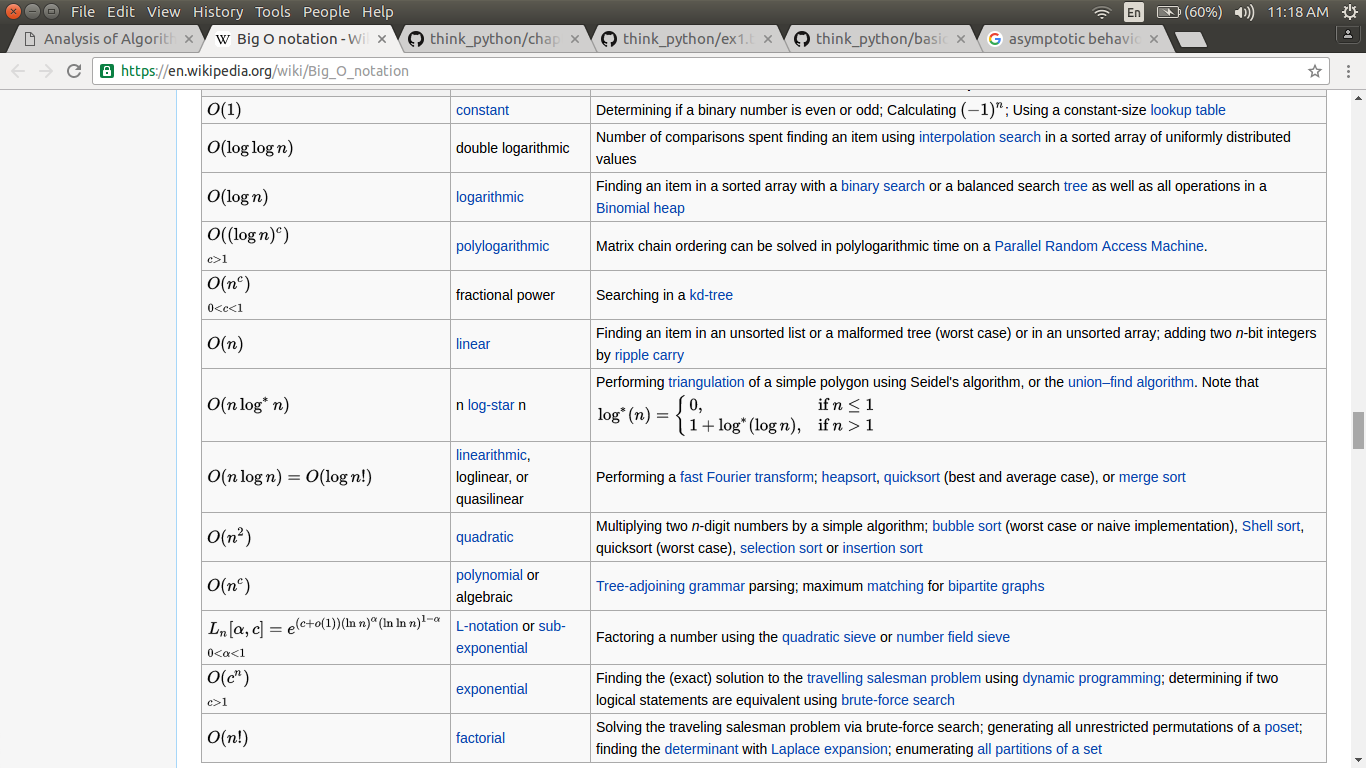 File Edit View History Tools People Help
En (60%) 11:18 AM
Analysis of Algorith
W Big O notation - Wi
think_python/chap
think_python/ex1.t
think_python/basic
asymptotic behavio
https://en.wikipedia.org/wiki/Big_O_notation
O(1) constant Determining if a binary number is even or odd; Calculating (−1)ⁿ; Using a constant-size lookup table
O(log log n) double logarithmic Number of comparisons spent finding an item using interpolation search in a sorted array of uniformly distributed
values
O(log n) logarithmic Finding an item in a sorted array with a binary search or a balanced search tree as well as all operations in a
Binomial heap
O((log n)ᶜ)
c>1
polylogarithmic Matrix chain ordering can be solved in polylogarithmic time on a Parallel Random Access Machine.
O(nᶜ)
0<c<1
fractional power Searching in a kd-tree
O(n) linear Finding an item in an unsorted list or a malformed tree (worst case) or in an unsorted array; adding two n-bit integers
by ripple carry
O(n log* n) n log-star n Performing triangulation of a simple polygon using Seidel's algorithm, or the union–find algorithm. Note that
log*(n) = { 0, if n ≤ 1
1 + log*(log n), if n > 1
O(n log n) = O(log n!) linearithmic,
loglinear, or
quasilinear
Performing a fast Fourier transform; heapsort, quicksort (best and average case), or merge sort
O(n²) quadratic Multiplying two n-digit numbers by a simple algorithm; bubble sort (worst case or naive implementation), Shell sort,
quicksort (worst case), selection sort or insertion sort
O(nᶜ) polynomial or
algebraic
Tree-adjoining grammar parsing; maximum matching for bipartite graphs
Lₙ[α, c] = e^((c+o(1))(ln n)^α(ln ln n)^(1−α))
0<α<1
L-notation or sub-
exponential
Factoring a number using the quadratic sieve or number field sieve
O(cⁿ)
c>1
exponential Finding the (exact) solution to the travelling salesman problem using dynamic programming; determining if two
logical statements are equivalent using brute-force search
O(n!) factorial Solving the traveling salesman problem via brute-force search; generating all unrestricted permutations of a poset;
finding the determinant with Laplace expansion; enumerating all partitions of a set